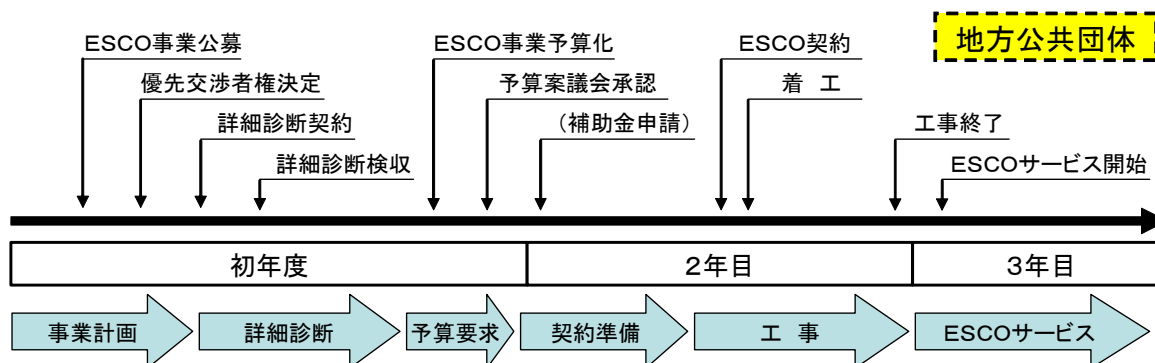 地方公共団体
ESCO事業公募
ESCO事業予算化
ESCO契約
優先交渉者権決定
予算案議会承認
着　工
詳細診断契約
（補助金申請）
工事終了
詳細診断検収
ESCOサービス開始
初年度
２年目
３年目
事業計画
詳細診断
予算要求
契約準備
工　事
ESCOサービス